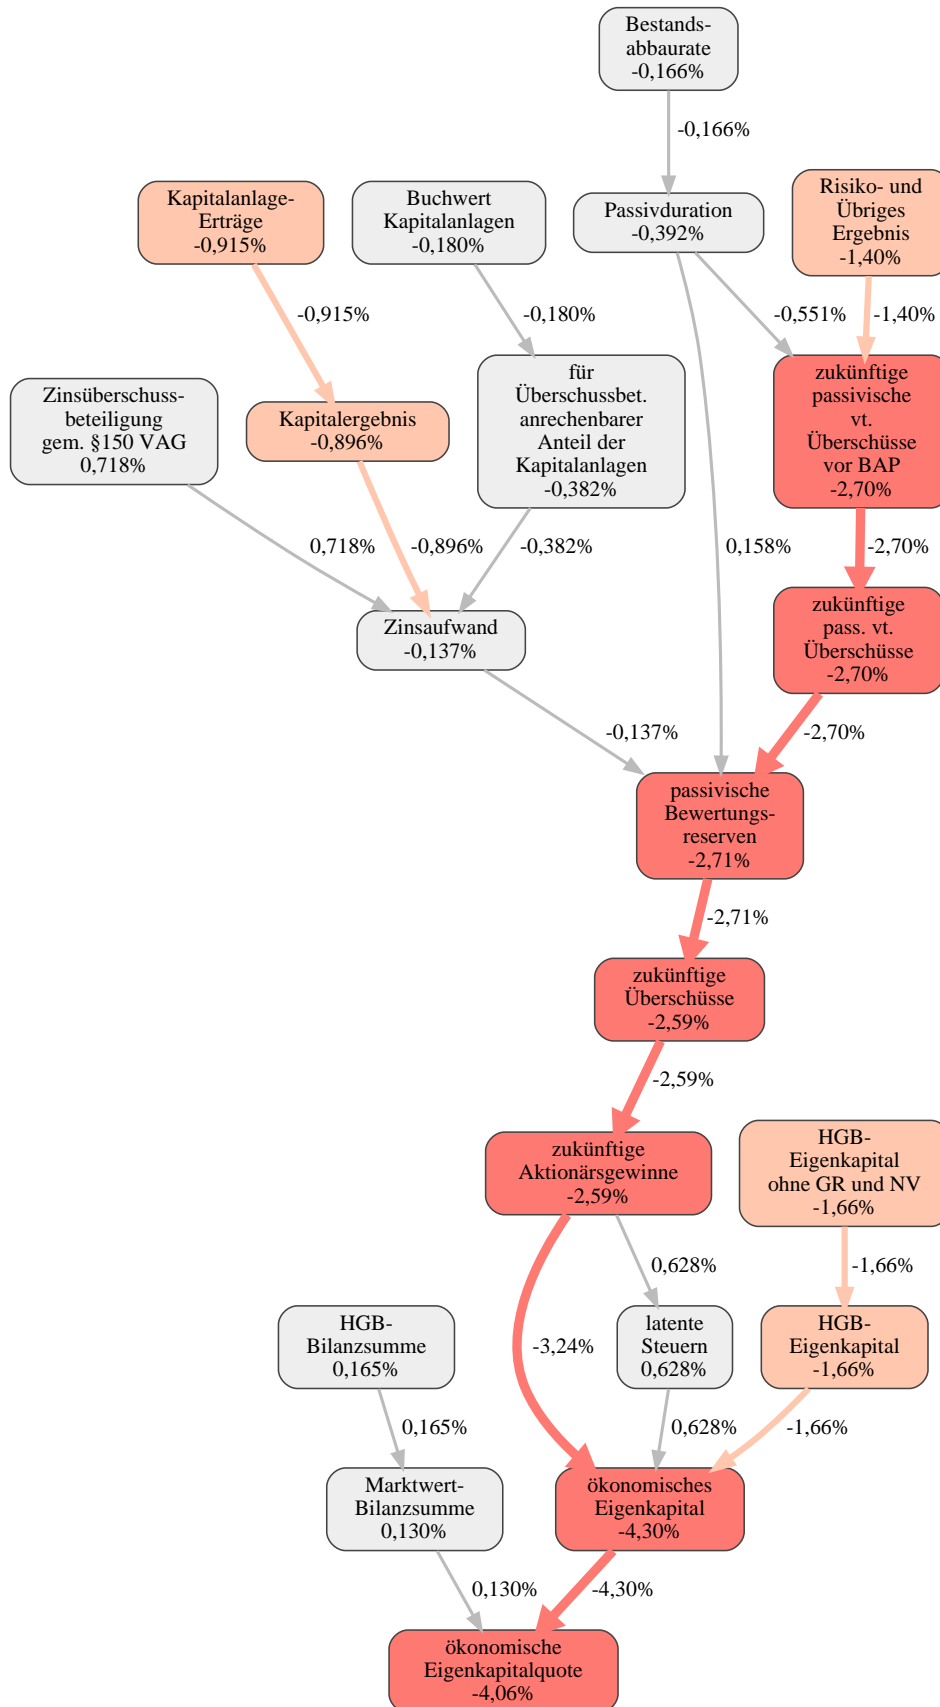 Bestands-
abbaurate
-0,166%
-0,166%
Kapitalanlage-
Erträge
-0,915%
Buchwert
Kapitalanlagen
-0,180%
Passivduration
-0,392%
Risiko- und
Übriges
Ergebnis
-1,40%
-0,915%
-0,180%
-0,551%
-1,40%
Zinsüberschuss-
beteiligung
gem. §150 VAG
0,718%
Kapitalergebnis
-0,896%
für
Überschussbet.
anrechenbarer
Anteil der
Kapitalanlagen
-0,382%
zukünftige
passivische
vt.
Überschüsse
vor BAP
-2,70%
0,718%
-0,896%
-0,382%
0,158%
-2,70%
Zinsaufwand
-0,137%
zukünftige
pass. vt.
Überschüsse
-2,70%
-0,137%
-2,70%
passivische
Bewertungs-
reserven
-2,71%
-2,71%
zukünftige
Überschüsse
-2,59%
-2,59%
zukünftige
Aktionärsgewinne
-2,59%
HGB-
Eigenkapital
ohne GR und NV
-1,66%
0,628%
-1,66%
HGB-
Bilanzsumme
0,165%
-3,24%
latente
Steuern
0,628%
HGB-
Eigenkapital
-1,66%
0,165%
0,628%
-1,66%
Marktwert-
Bilanzsumme
0,130%
ökonomisches
Eigenkapital
-4,30%
0,130%
-4,30%
ökonomische
Eigenkapitalquote
-4,06%